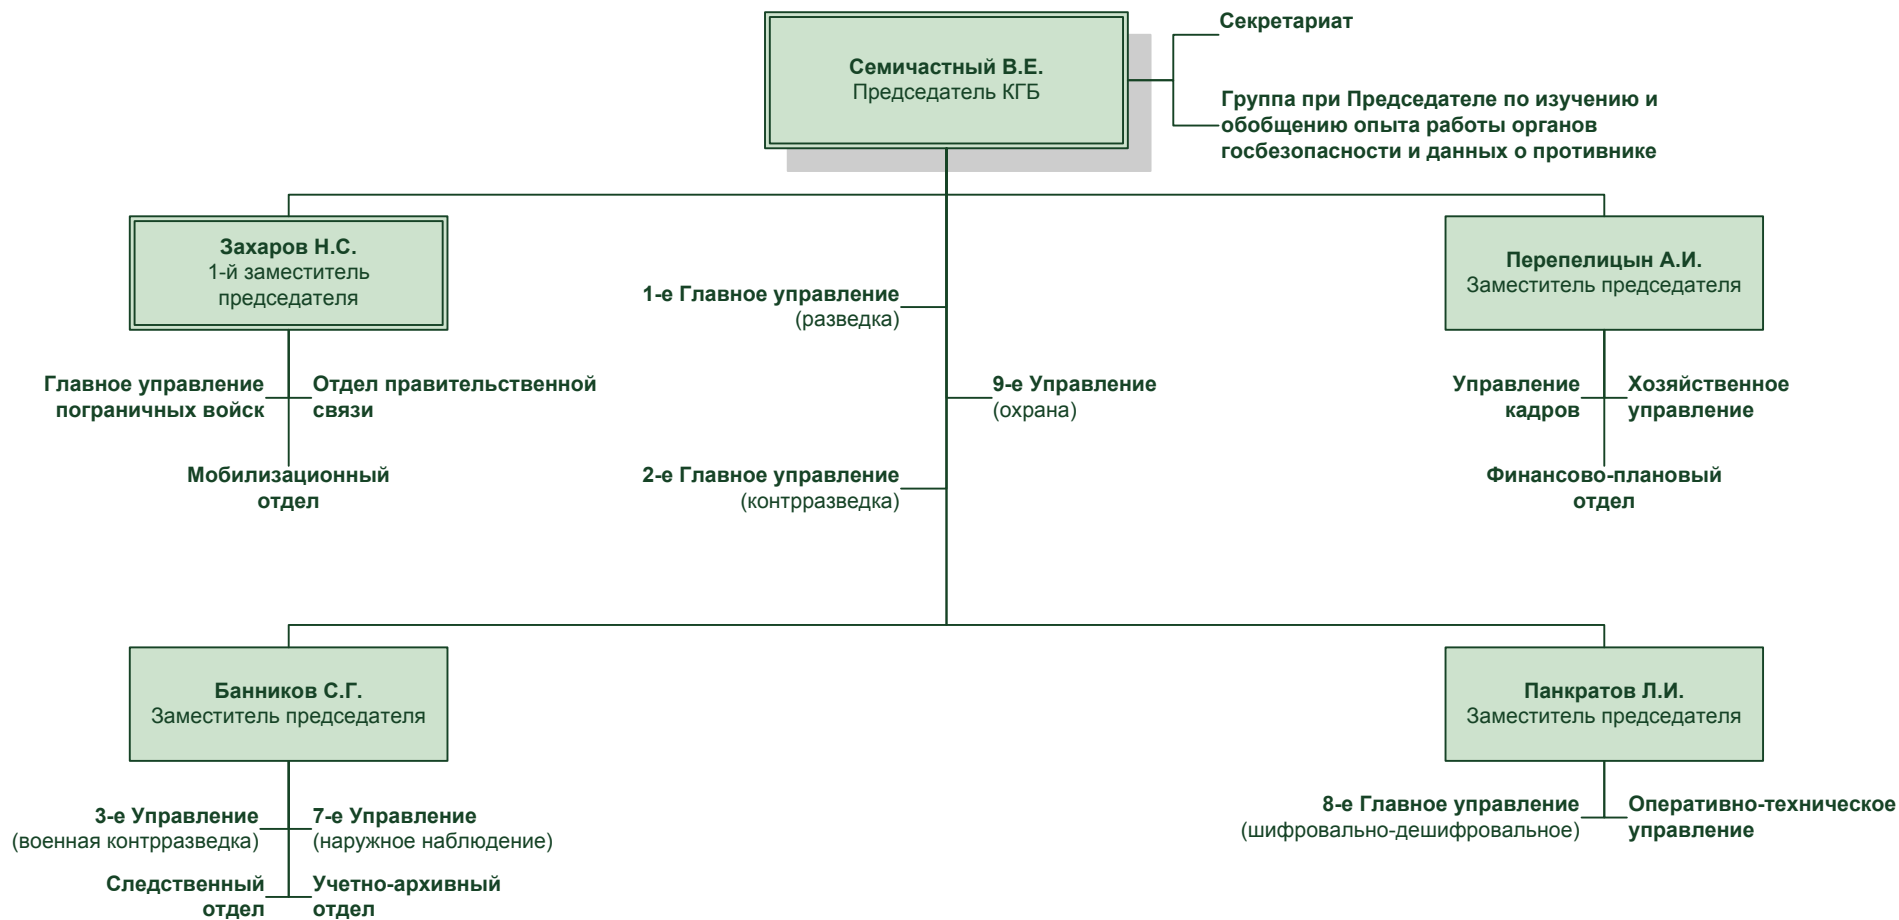 Семичастный В.Е.
Председатель КГБ
Секретариат
Группа при Председателе по изучению и
обобщению опыта работы органов
госбезопасности и данных о противнике
Захаров Н.С.
1-й заместитель
председателя
Перепелицын А.И.
Заместитель председателя
1-е Главное управление
(разведка)
Главное управление
пограничных войск
Отдел правительственной
связи
Мобилизационный
отдел
9-е Управление
(охрана)
2-е Главное управление
(контрразведка)
Управление
кадров
Хозяйственное
управление
Финансово-плановый
отдел
Банников С.Г.
Заместитель председателя
Панкратов Л.И.
Заместитель председателя
3-е Управление
(военная контрразведка)
7-е Управление
(наружное наблюдение)
Следственный
отдел
Учетно-архивный
отдел
8-е Главное управление
(шифровально-дешифровальное)
Оперативно-техническое
управление